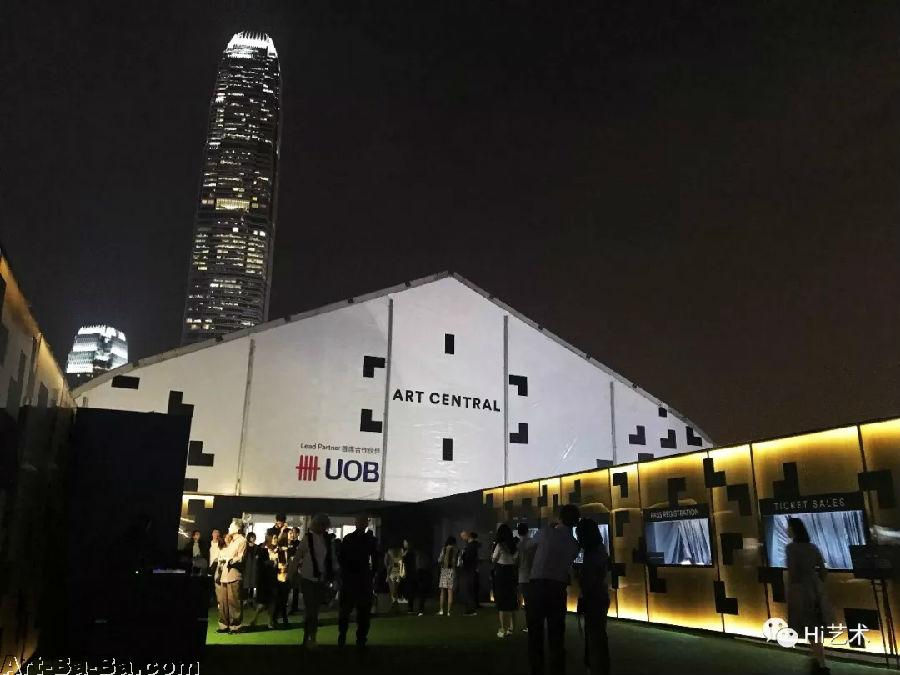 ART CENTRAL
Lead Partner 首席合作夥伴
UOB
PASS REGISTRATION
TICKET SALES
Hi艺术
Art-Ba-Ba.com